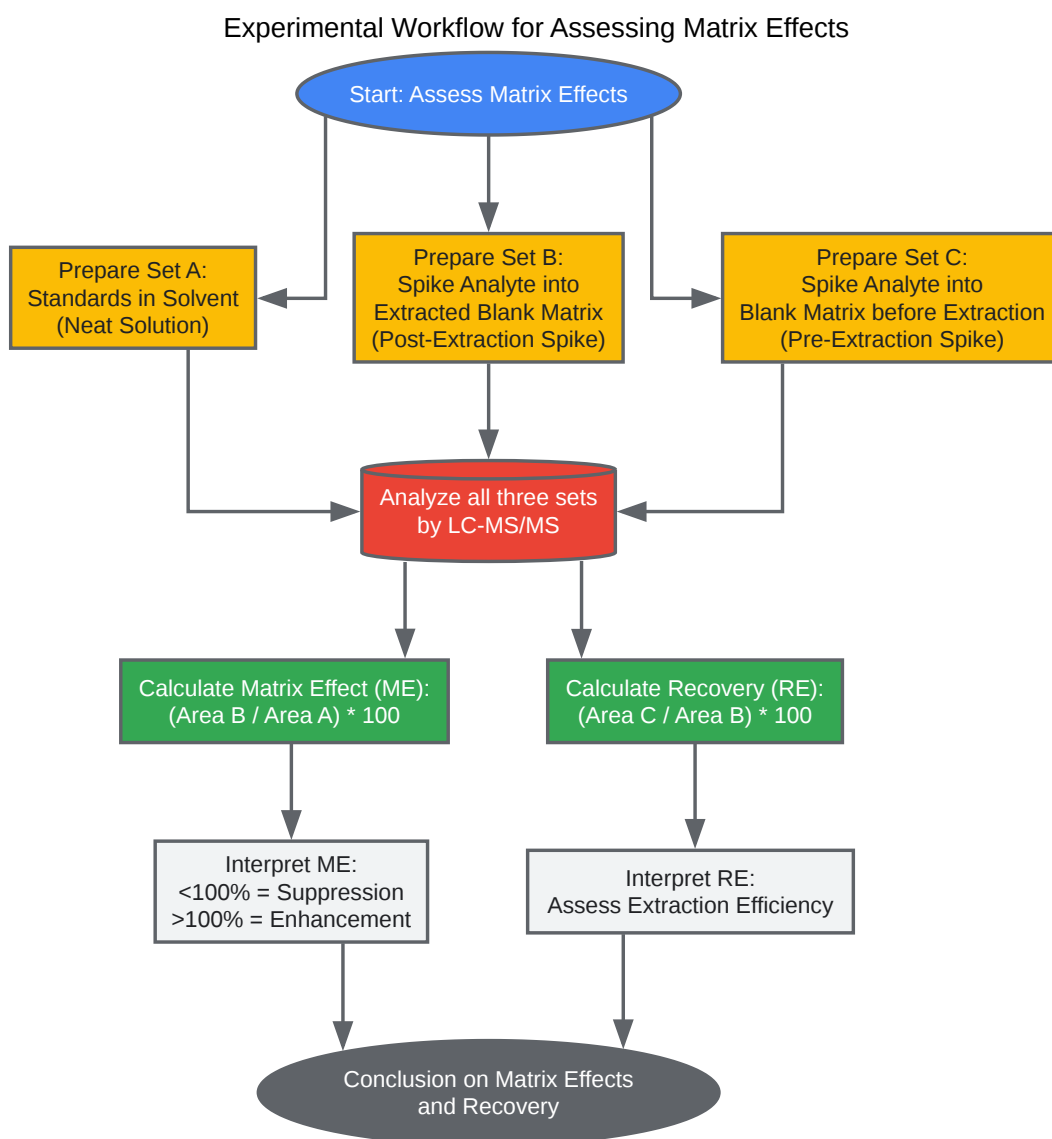 Experimental Workflow for Assessing Matrix Effects
Start: Assess Matrix Effects
Prepare Set A:
Standards in Solvent
(Neat Solution)
Prepare Set B:
Spike Analyte into
Extracted Blank Matrix
(Post-Extraction Spike)
Prepare Set C:
Spike Analyte into
Blank Matrix before Extraction
(Pre-Extraction Spike)
Analyze all three sets
by LC-MS/MS
Calculate Matrix Effect (ME):
(Area B / Area A) * 100
Calculate Recovery (RE):
(Area C / Area B) * 100
Interpret ME:
<100% = Suppression
>100% = Enhancement
Interpret RE:
Assess Extraction Efficiency
Conclusion on Matrix Effects
and Recovery